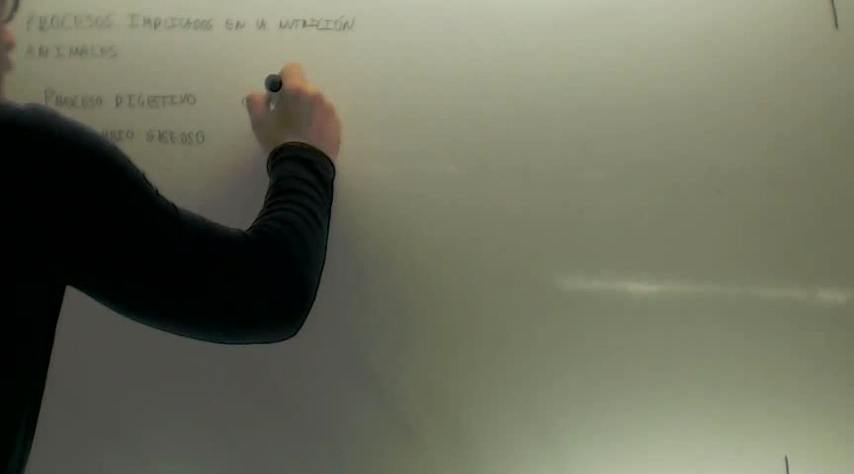 PROCESOS IMPLICADOS EN LA NUTRICIÓN
ANIMALES
PROCESO DIGESTIVO
GASEOSO